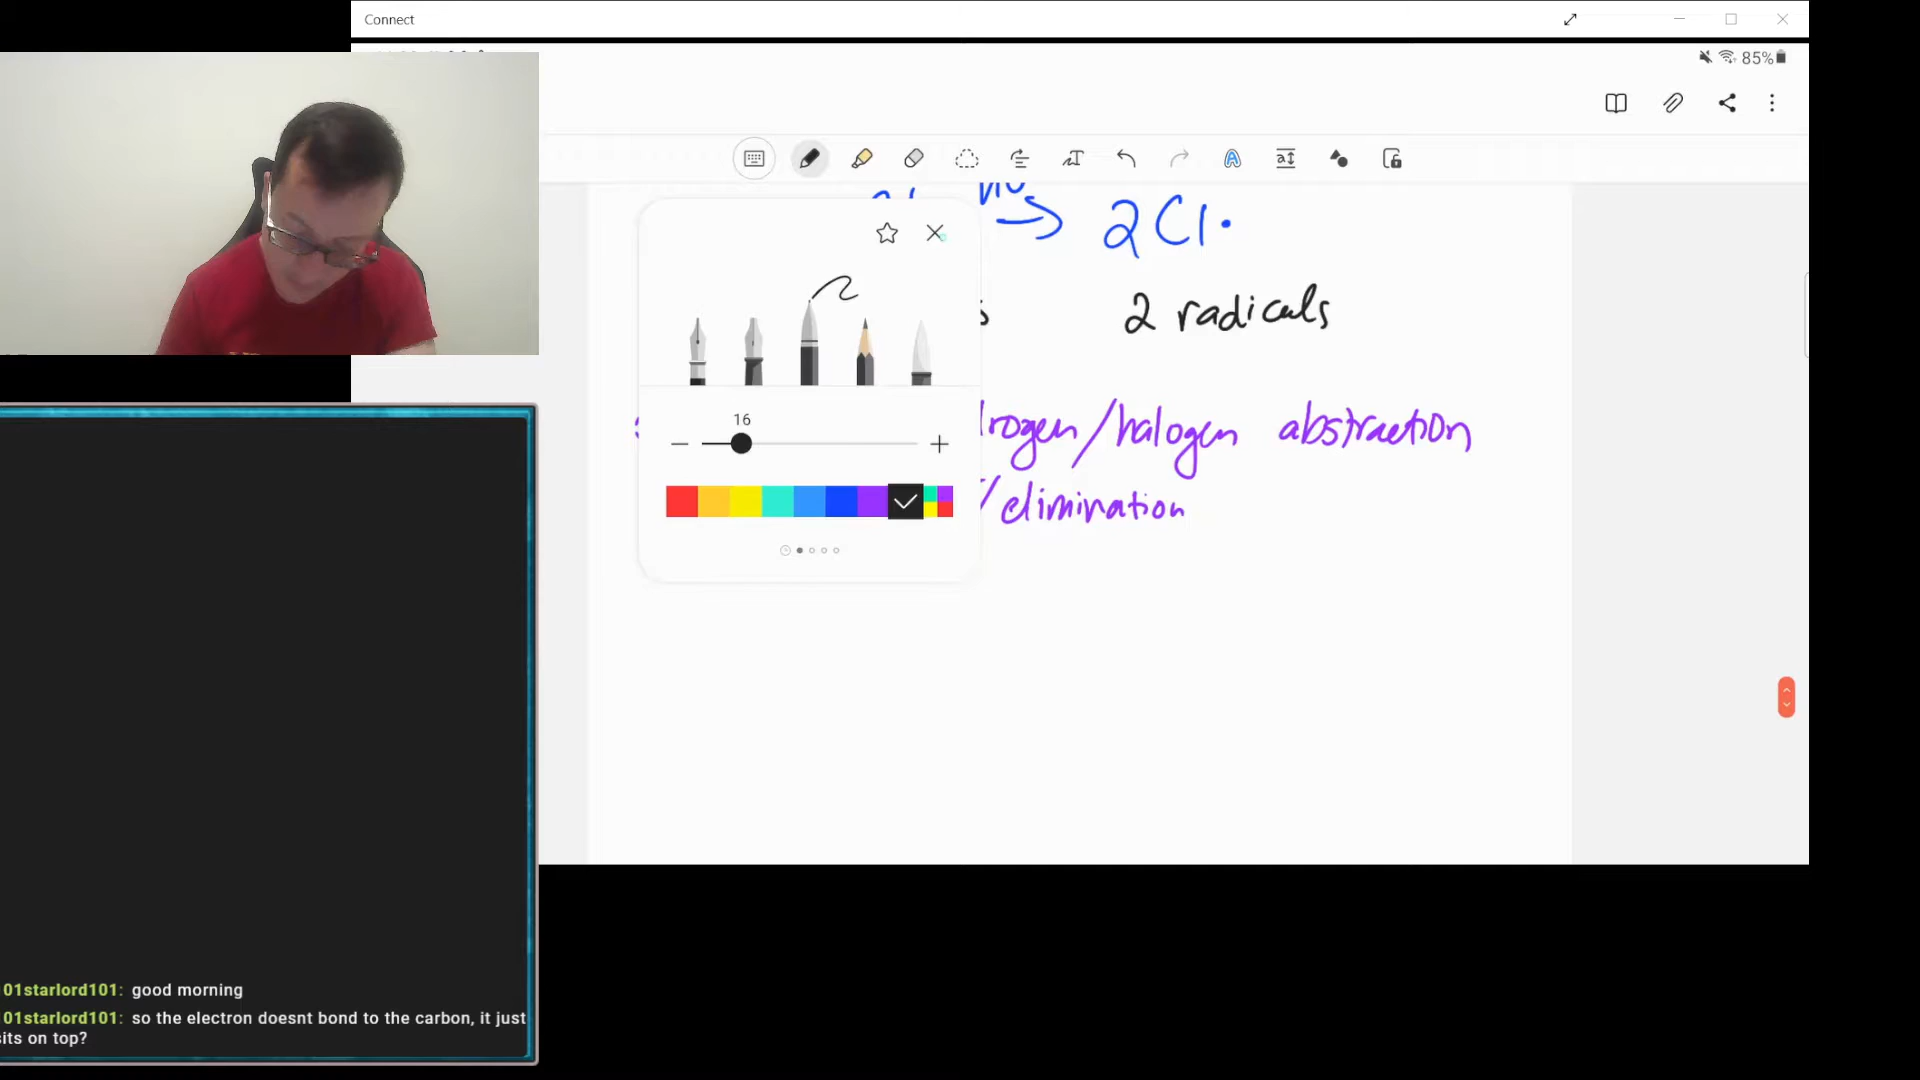 Connect
85%
2Cl·
2 radicals
16
rogen/halogen abstraction
/elimination
01starlord101: good morning
01starlord101: so the electron doesnt bond to the carbon, it just
sits on top?